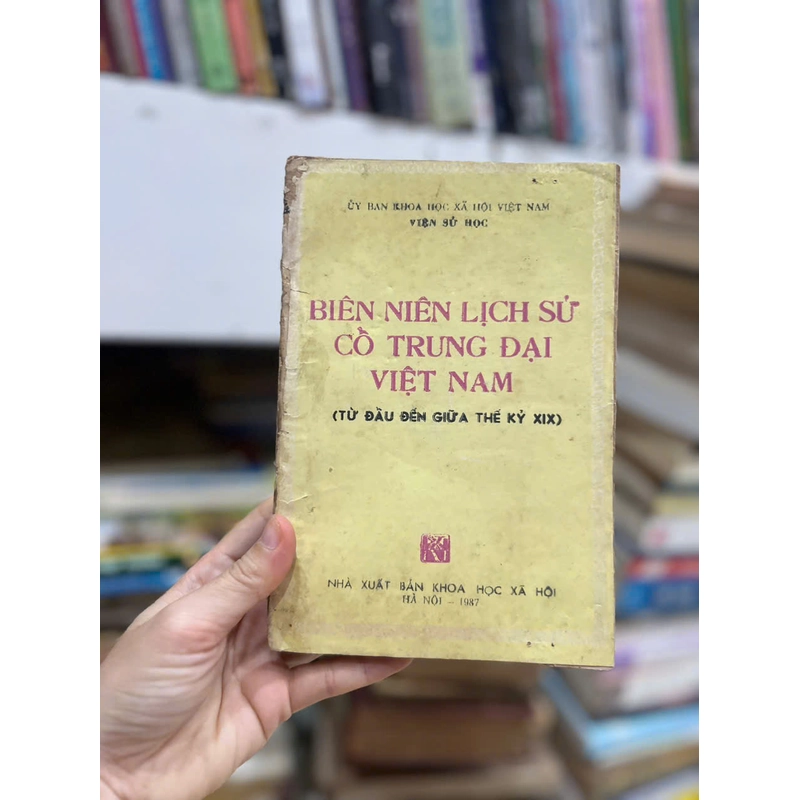 ỦY BAN KHOA HỌC XÃ HỘI VIỆT NAM
VIỆN SỬ HỌC
BIÊN NIÊN LỊCH SỬ
CỔ TRUNG ĐẠI
VIỆT NAM
(TỪ ĐẦU ĐẾN GIỮA THẾ KỶ XIX)
NHÀ XUẤT BẢN KHOA HỌC XÃ HỘI
HÀ NỘI - 1987